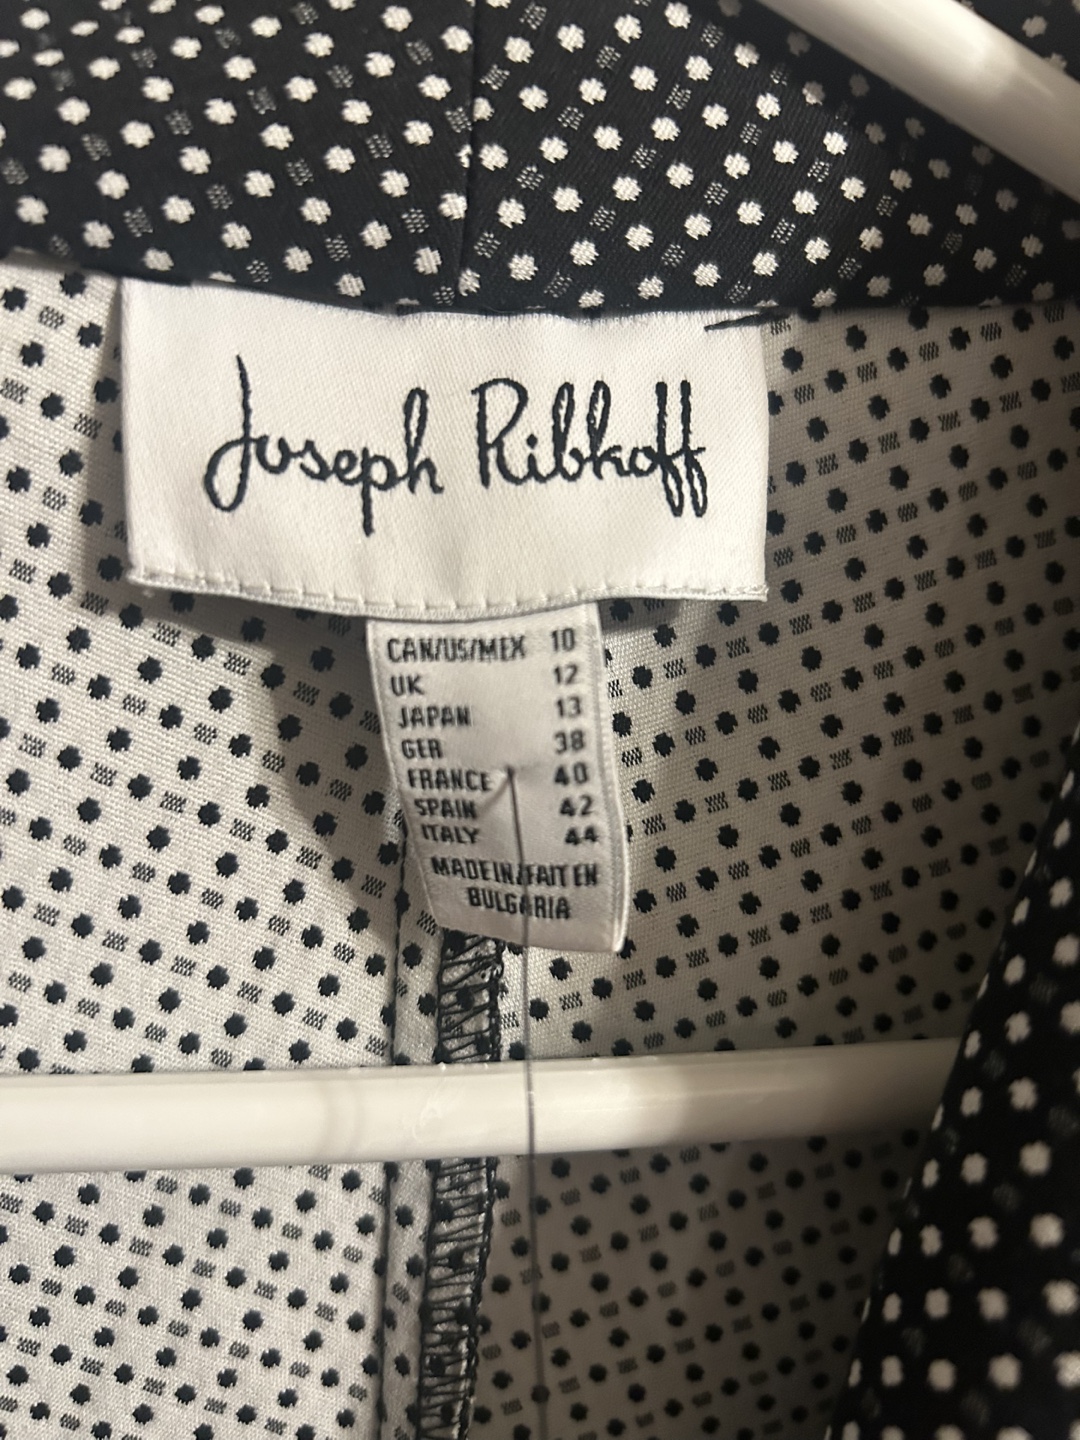 Joseph Ribkoff
CAN/US/MEX 10
UK 12
JAPAN 13
GER 38
FRANCE 40
SPAIN 42
ITALY 44
MADE IN/FAIT EN
BULGARIA